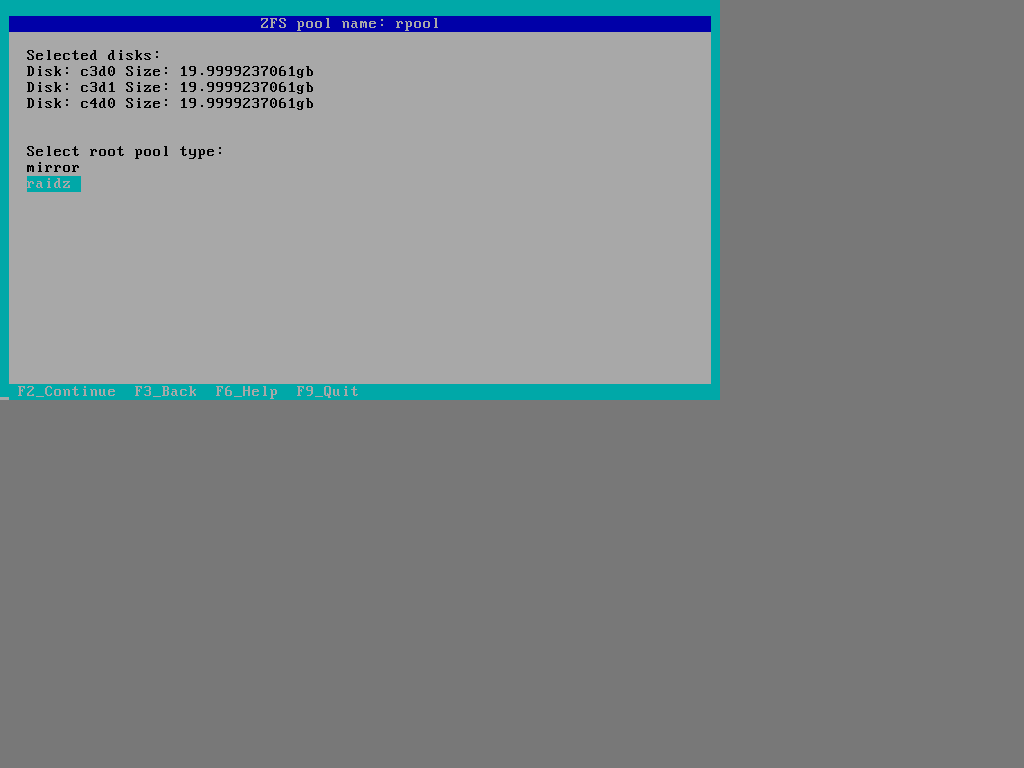 ZFS pool name: rpool
Selected disks:
Disk: c3d0 Size: 19.9999237061gb
Disk: c3d1 Size: 19.9999237061gb
Disk: c4d0 Size: 19.9999237061gb
Select root pool type:
mirror
raidz
F2_Continue F3_Back F6_Help F9_Quit